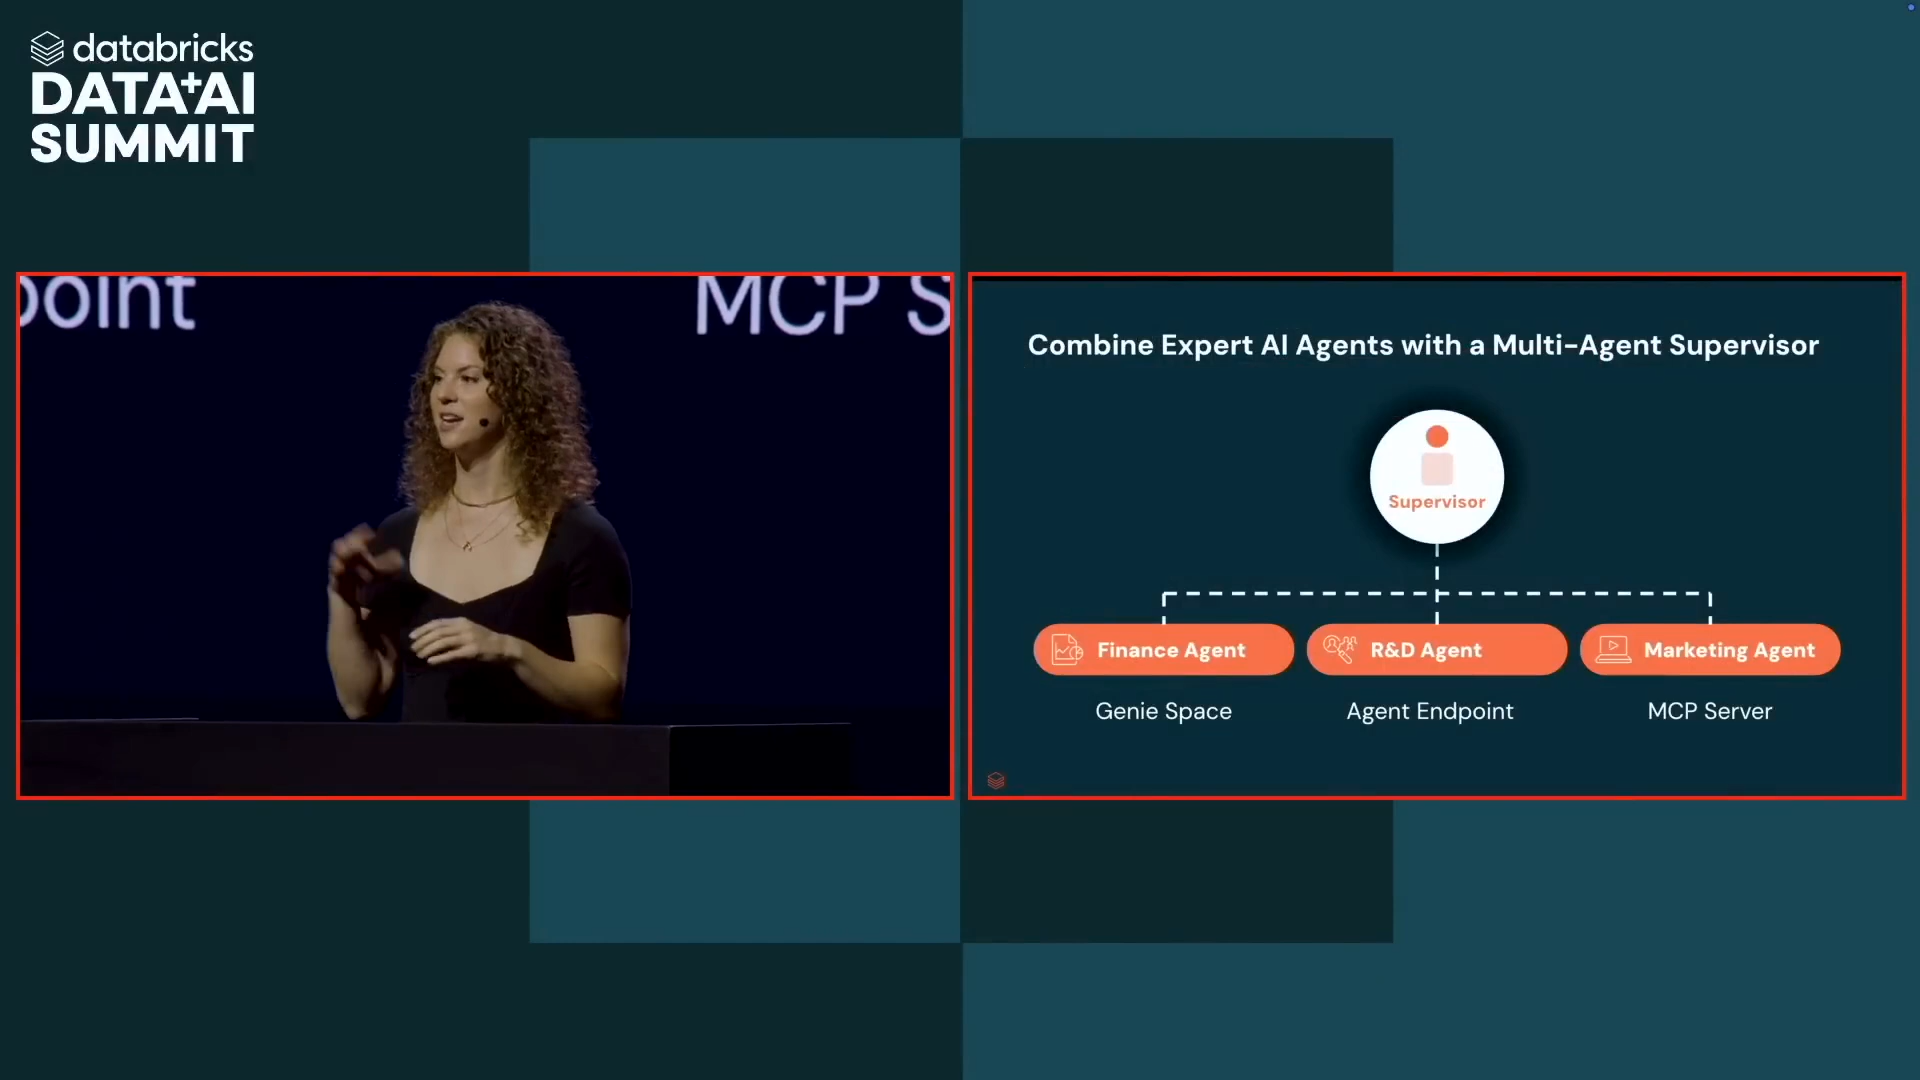 databricks
DATA+AI
SUMMIT
point
MCP S
Combine Expert AI Agents with a Multi-Agent Supervisor
Supervisor
Finance Agent
R&D Agent
Marketing Agent
Genie Space
Agent Endpoint
MCP Server